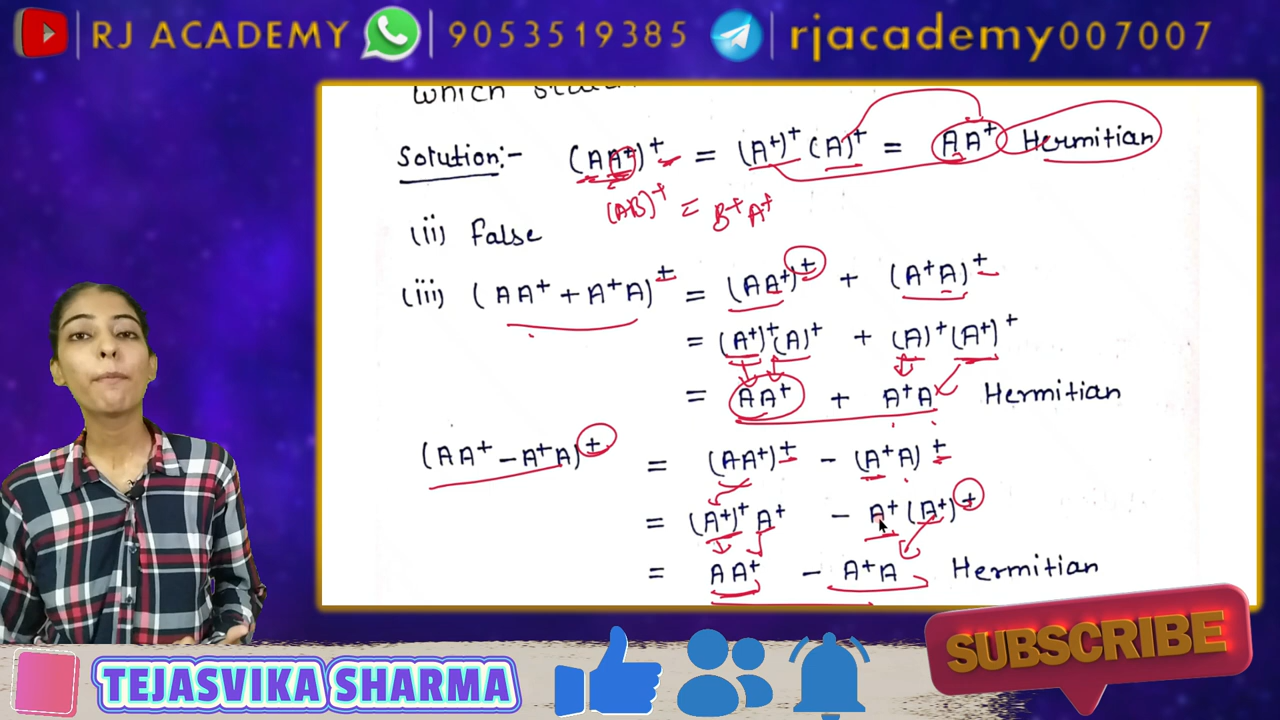 RJ ACADEMY | 9053519385 | rjacademy007007
which
Solution:- (AA⁺)⁺ = (A⁺)⁺(A)⁺ = AA⁺ Hermitian
(AB)⁺ = B⁺A⁺
(ii) False
(iii) (AA⁺ + A⁺A)⁺ = (AA⁺)⁺ + (A⁺A)⁺
= (A⁺)⁺(A)⁺ + (A)⁺(A⁺)⁺
= AA⁺ + A⁺A Hermitian
(AA⁺ - A⁺A)⁺ = (AA⁺)⁺ - (A⁺A)⁺
= (A⁺)⁺A⁺ - A⁺(A⁺)⁺
= AA⁺ - A⁺A Hermitian
SUBSCRIBE
TEJASVIKA SHARMA